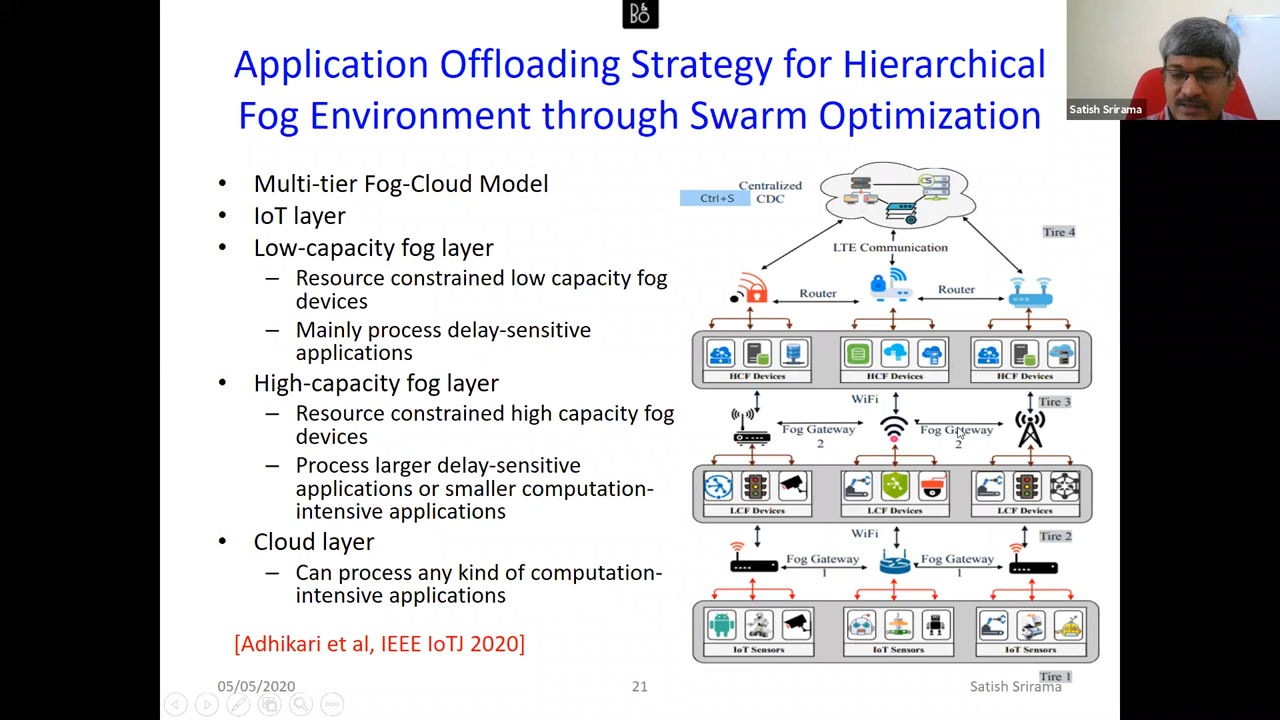 B&O
Application Offloading Strategy for Hierarchical
Fog Environment through Swarm Optimization
Satish Srirama
• Multi-tier Fog-Cloud Model
• IoT layer
• Low-capacity fog layer
– Resource constrained low capacity fog
devices
– Mainly process delay-sensitive
applications
• High-capacity fog layer
– Resource constrained high capacity fog
devices
– Process larger delay-sensitive
applications or smaller computation-
intensive applications
• Cloud layer
– Can process any kind of computation-
intensive applications
[Adhikari et al, IEEE IoTJ 2020]
Centralized
CDC
Ctrl+S
CS
Tire 4
LTE Communication
Router
Router
HCF Devices
HCF Devices
HCF Devices
WiFi
Tire 3
Fog Gateway
2
Fog Gateway
2
LCF Devices
LCF Devices
LCF Devices
WiFi
Tire 2
Fog Gateway
1
Fog Gateway
1
IoT Sensors
IoT Sensors
IoT Sensors
Tire 1
05/05/2020
21
Satish Srirama